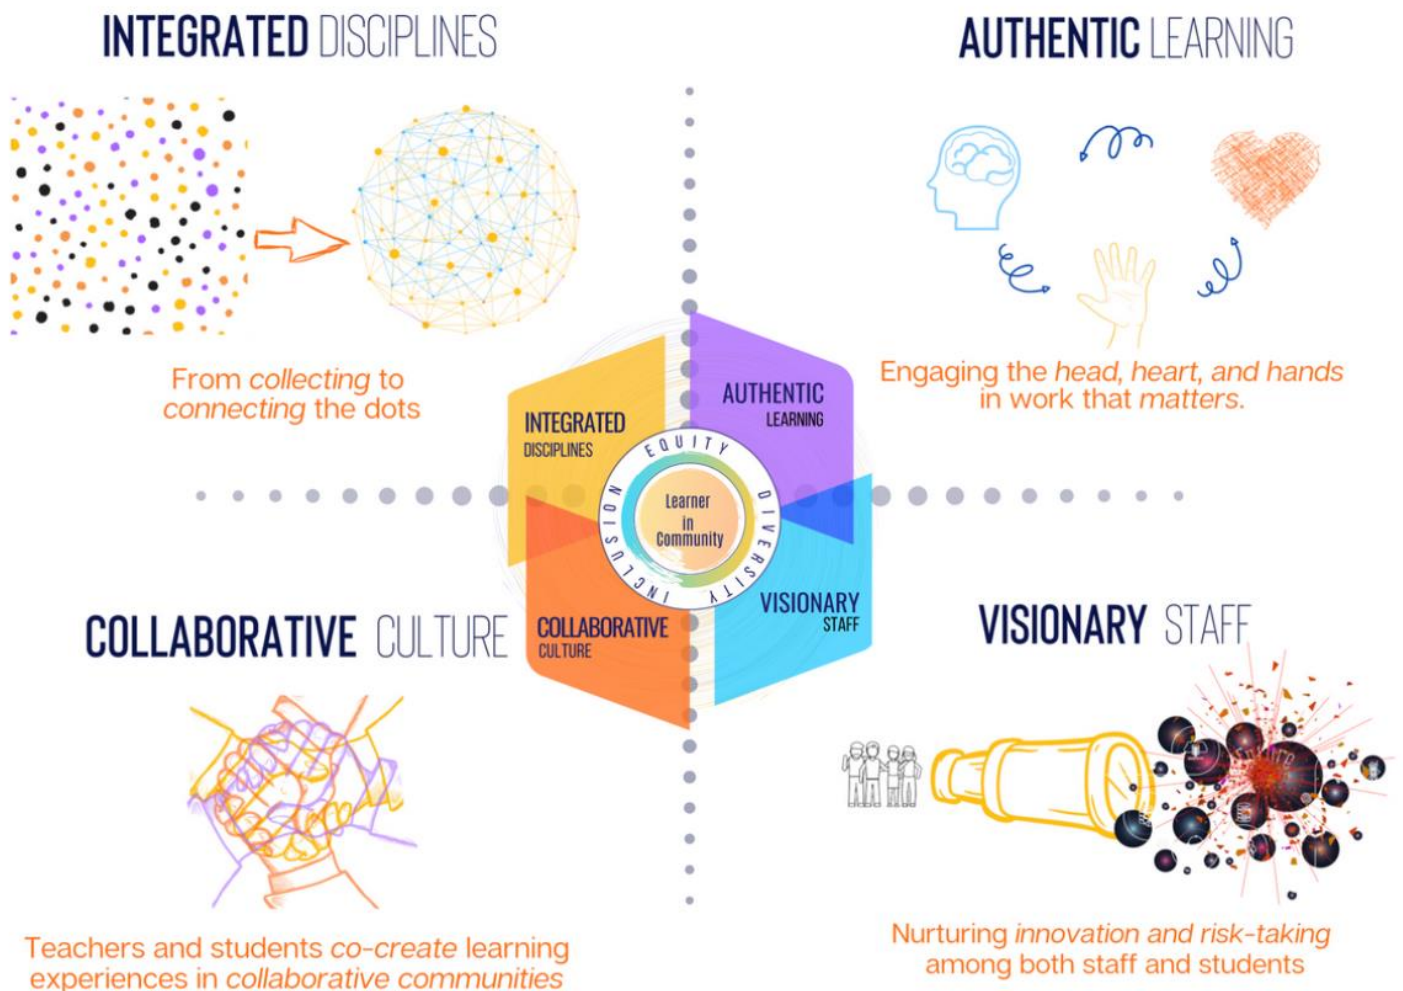 INTEGRATED DISCIPLINES
AUTHENTIC LEARNING
From collecting to
connecting the dots
Engaging the head, heart, and hands
in work that matters.
INTEGRATED
DISCIPLINES
AUTHENTIC
LEARNING
EQUITY
DIVERSITY
INCLUSION
Learner
in
Community
COLLABORATIVE
CULTURE
VISIONARY
STAFF
COLLABORATIVE CULTURE
VISIONARY STAFF
Teachers and students co-create learning
experiences in collaborative communities
Nurturing innovation and risk-taking
among both staff and students